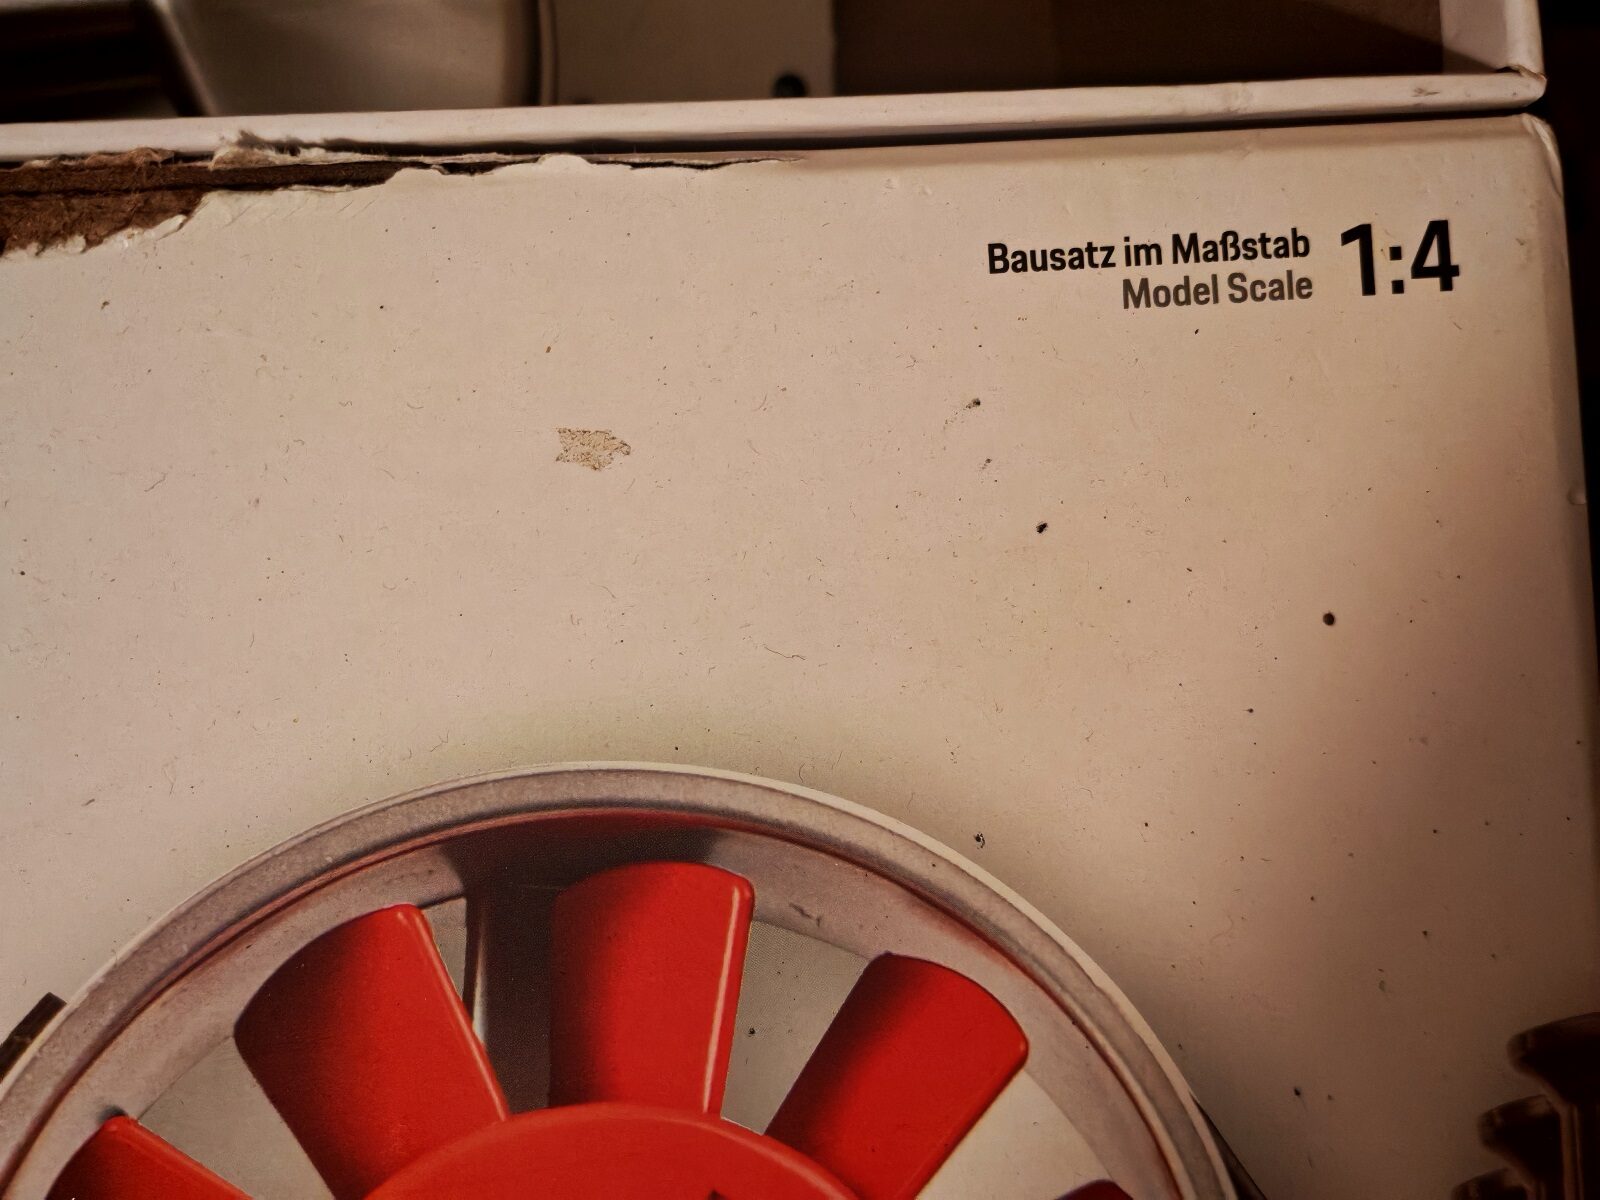 Bausatz im Maßstab 1:4
Model Scale